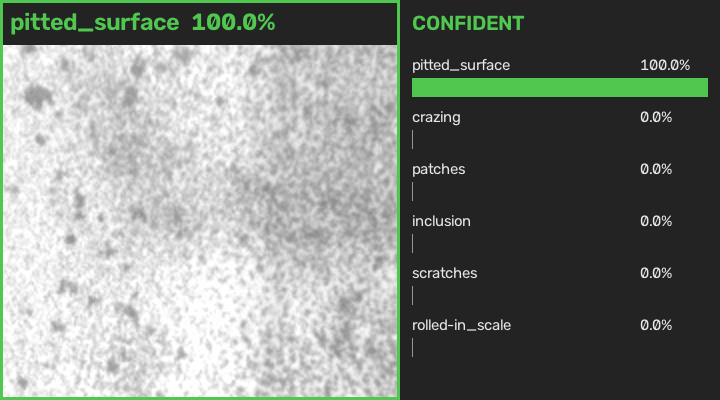 pitted_surface 100.0%
CONFIDENT
pitted_surface 100.0%
crazing 0.0%
patches 0.0%
inclusion 0.0%
scratches 0.0%
rolled-in_scale 0.0%